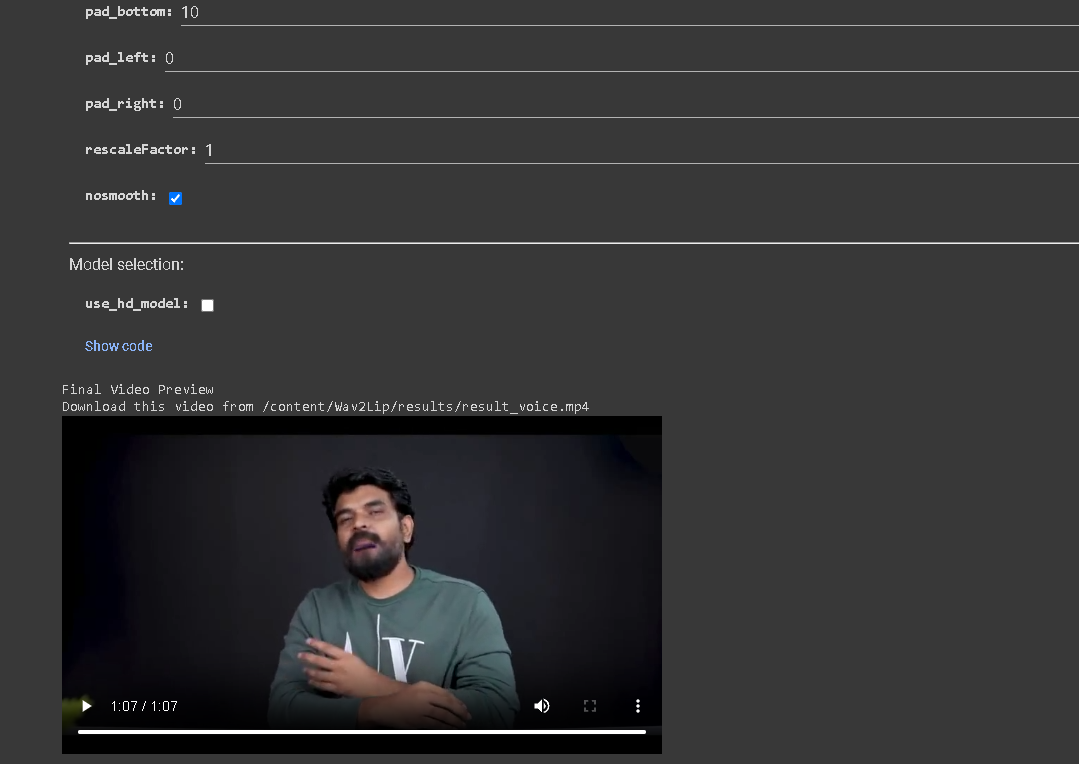 pad_bottom: 10
pad_left: 0
pad_right: 0
rescaleFactor: 1
nosmooth:
Model selection:
use_hd_model:
Show code
Final Video Preview
Download this video from /content/Wav2Lip/results/result_voice.mp4
1:07 / 1:07